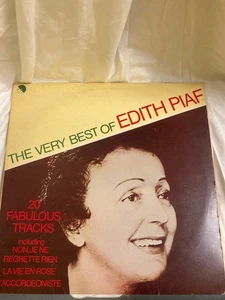 THE VERY BEST OF EDITH PIAF
20
FABULOUS
TRACKS
including
NON, JE NE
REGRETTE RIEN
LA VIE EN ROSE
L'ACCORDEONISTE